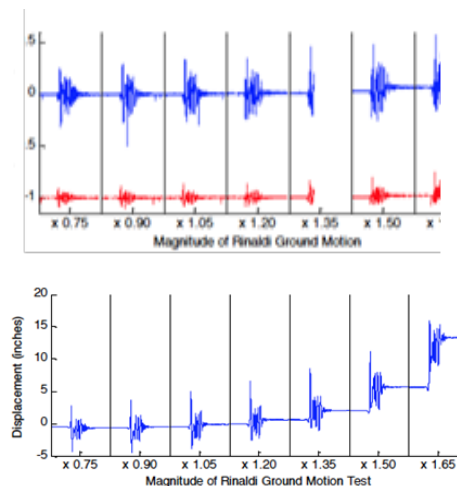 .5
0
.5
-1
x 0.75 x 0.90 x 1.05 x 1.20 x 1.35 x 1.50 x 1
Magnitude of Rinaldi Ground Motion
20
15
10
5
0
-5
Displacement (inches)
x 0.75 x 0.90 x 1.05 x 1.20 x 1.35 x 1.50 x 1.65
Magnitude of Rinaldi Ground Motion Test